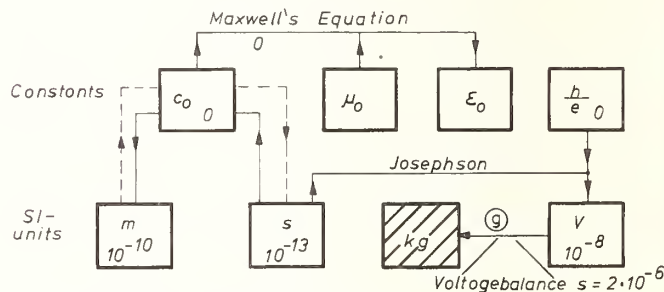 Maxwell's Equation
0
Constants
c₀ 0
μ₀
ε₀
h/e 0
Josephson
SI-
units
m
10⁻¹⁰
s
10⁻¹³
kg
g
V
10⁻⁸
Voltagebalance s = 2·10⁻⁶